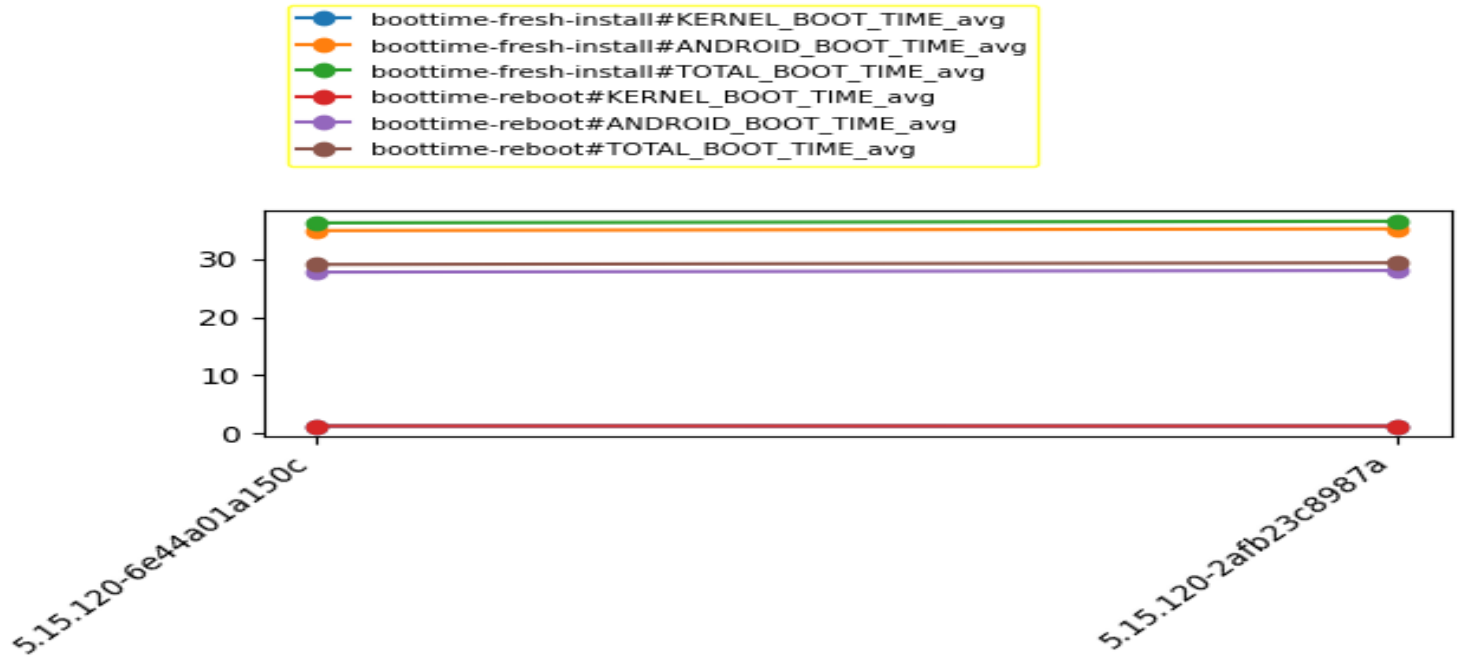 boottime-fresh-install#KERNEL_BOOT_TIME_avg
boottime-fresh-install#ANDROID_BOOT_TIME_avg
boottime-fresh-install#TOTAL_BOOT_TIME_avg
boottime-reboot#KERNEL_BOOT_TIME_avg
boottime-reboot#ANDROID_BOOT_TIME_avg
boottime-reboot#TOTAL_BOOT_TIME_avg
30
20
10
0
5.15.120-6e44a01a150c
5.15.120-2afb23c8987a